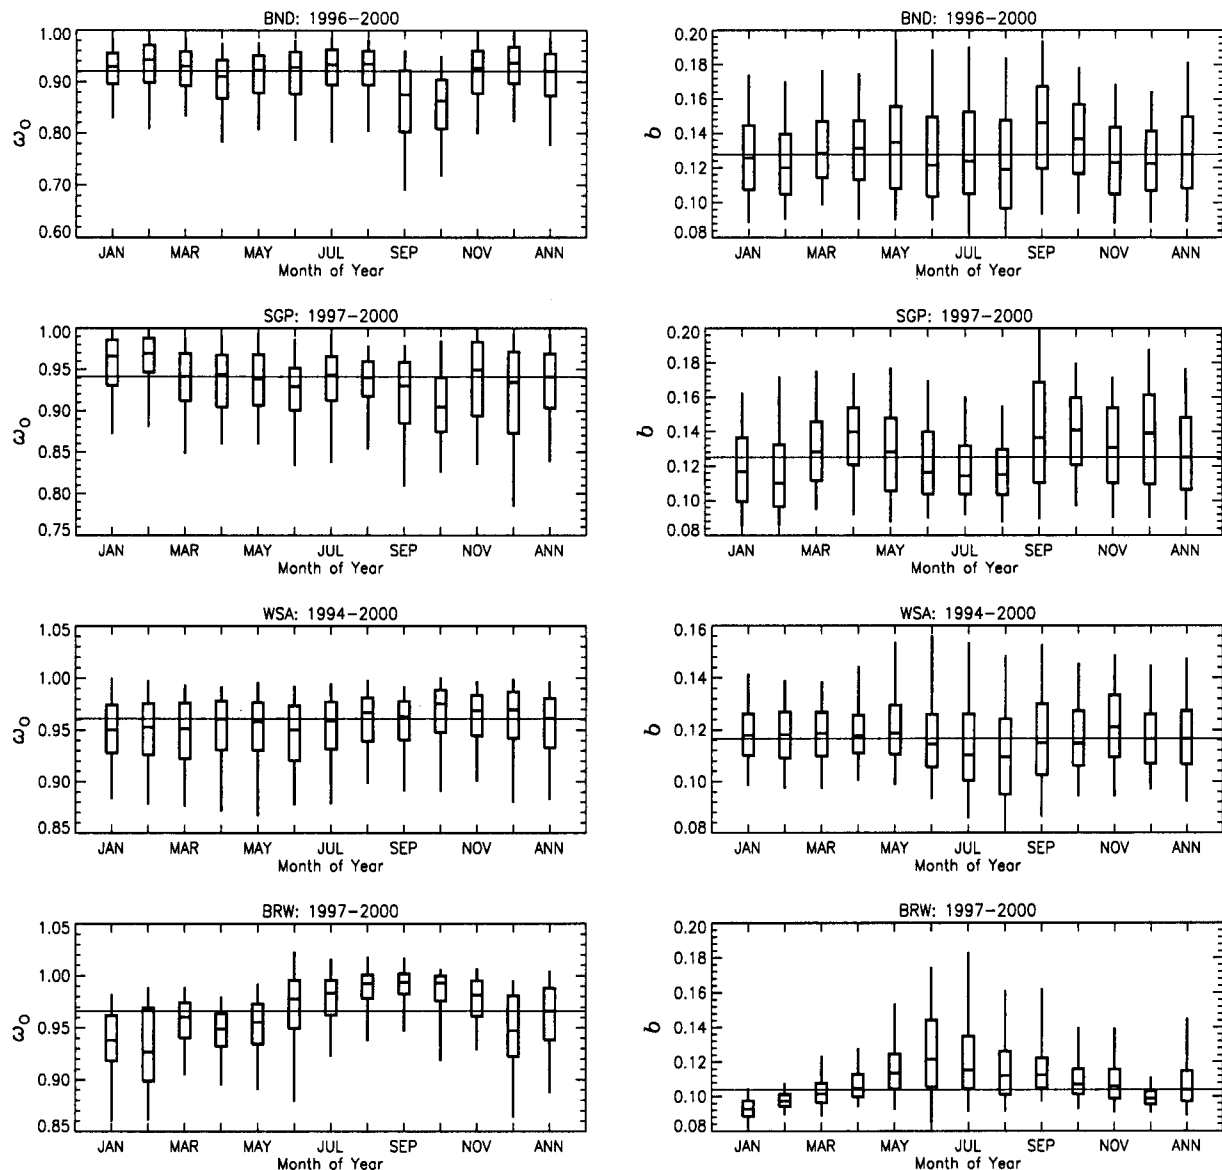 BND: 1996-2000
1.00
0.90
0.80
0.70
0.60
ω₀
JAN MAR MAY JUL SEP NOV ANN
Month of Year
BND: 1996-2000
0.20
0.18
0.16
0.14
0.12
0.10
0.08
b
JAN MAR MAY JUL SEP NOV ANN
Month of Year
SGP: 1997-2000
1.00
0.95
0.90
0.85
0.80
0.75
ω₀
JAN MAR MAY JUL SEP NOV ANN
Month of Year
SGP: 1997-2000
0.20
0.18
0.16
0.14
0.12
0.10
0.08
b
JAN MAR MAY JUL SEP NOV ANN
Month of Year
WSA: 1994-2000
1.05
1.00
0.95
0.90
0.85
ω₀
JAN MAR MAY JUL SEP NOV ANN
Month of Year
WSA: 1994-2000
0.16
0.14
0.12
0.10
0.08
b
JAN MAR MAY JUL SEP NOV ANN
Month of Year
BRW: 1997-2000
1.05
1.00
0.95
0.90
0.85
ω₀
JAN MAR MAY JUL SEP NOV ANN
Month of Year
BRW: 1997-2000
0.20
0.18
0.16
0.14
0.12
0.10
0.08
b
JAN MAR MAY JUL SEP NOV ANN
Month of Year